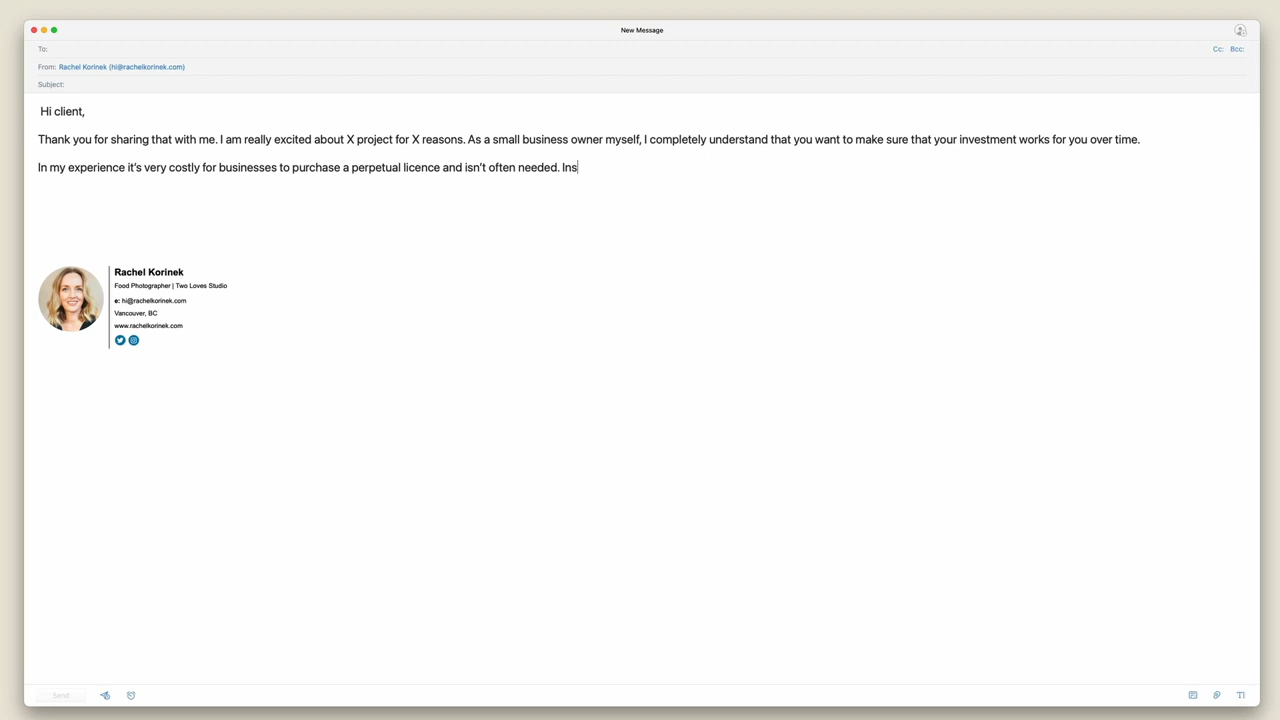 New Message
To:
Cc: Bcc:
From: Rachel Korinek (hi@rachelkorinek.com)
Subject:
Hi client,
Thank you for sharing that with me. I am really excited about X project for X reasons. As a small business owner myself, I completely understand that you want to make sure that your investment works for you over time.
In my experience it’s very costly for businesses to purchase a perpetual licence and isn’t often needed. Ins
Rachel Korinek
Food Photographer | Two Loves Studio
e: hi@rachelkorinek.com
Vancouver, BC
www.rachelkorinek.com
Send